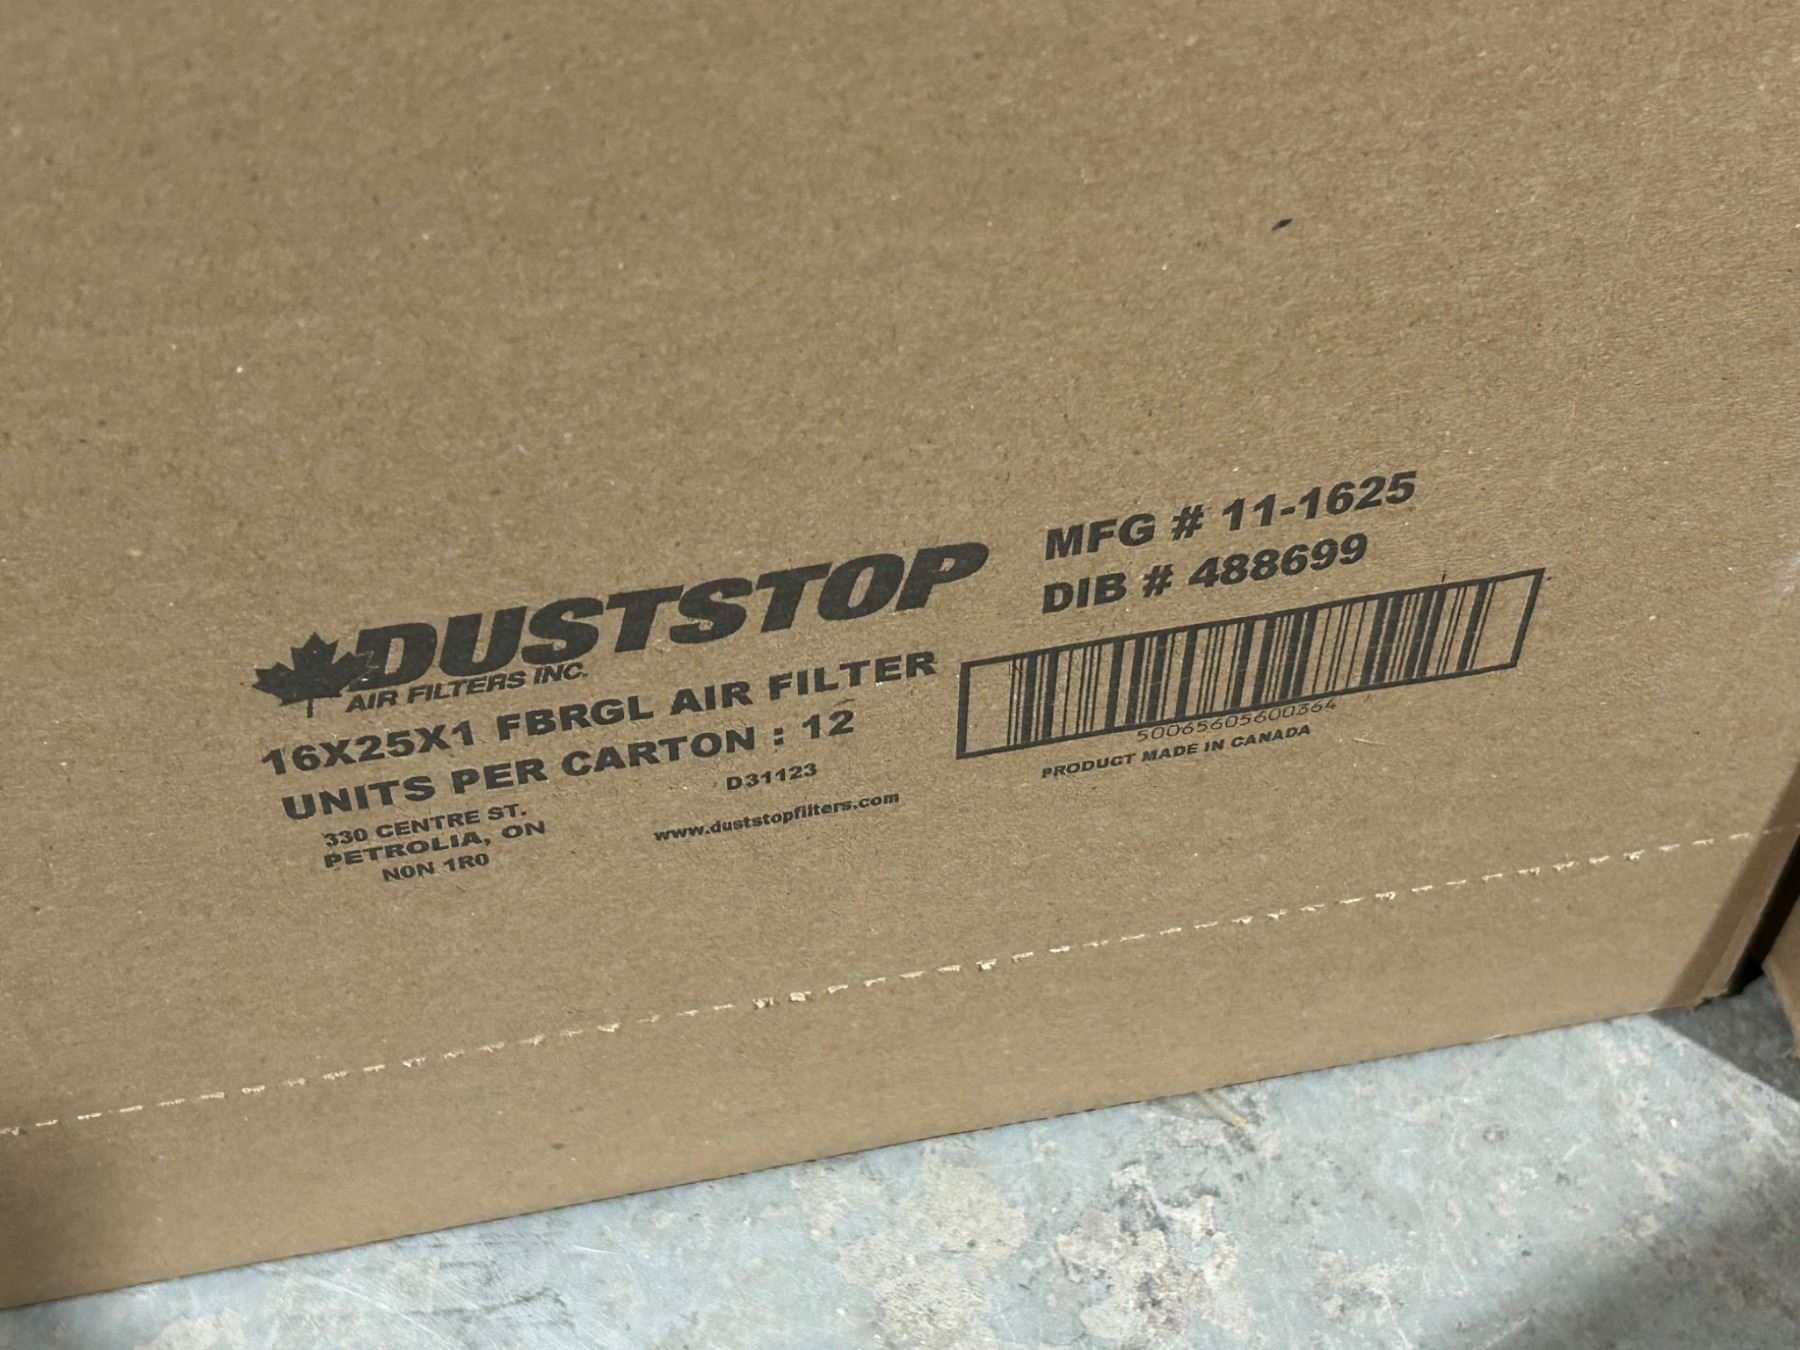 DUSTSTOP
AIR FILTERS INC.
16X25X1 FBRGL AIR FILTER
UNITS PER CARTON : 12
330 CENTRE ST.
PETROLIA, ON
N0N 1R0
D31123
www.duststopfilters.com
MFG # 11-1625
DIB # 488699
50065605600364
PRODUCT MADE IN CANADA